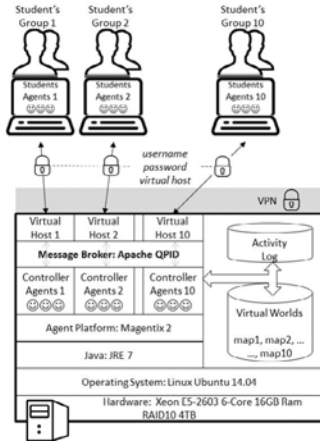 Student's Group 1
Student's Group 2
Student's Group 10
Students Agents 1
Students Agents 2
Students Agents 10
username
password
virtual host
VPN
Virtual Host 1
Virtual Host 2
Virtual Host 10
Message Broker: Apache QPID
Controller Agents 1
Controller Agents 2
Controller Agents 10
Activity Log
Virtual Worlds
map1, map2, ...
..., map10
Agent Platform: Magentix 2
Java: JRE 7
Operating System: Linux Ubuntu 14.04
Hardware: Xeon E5-2603 6-Core 16GB Ram
RAID10 4TB